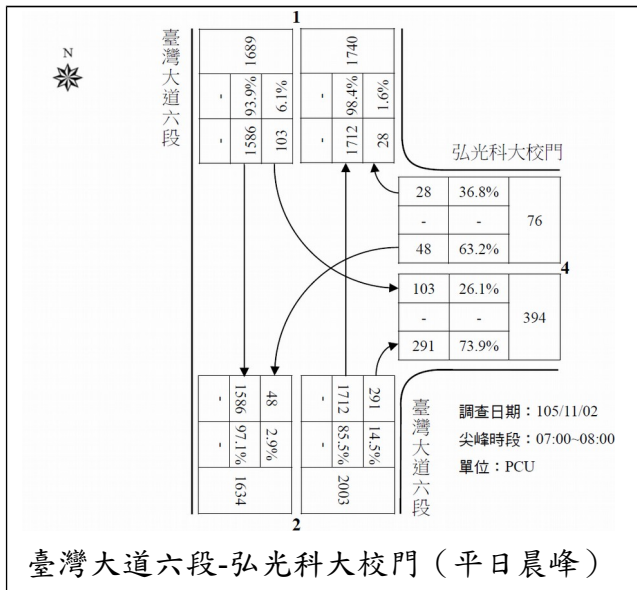 1
臺灣大道六段
N
1689
- 93.9% 6.1%
- 1586 103
1740
- 98.4% 1.6%
- 1712 28
弘光科大校門
28 36.8%
- -
48 63.2%
76
4
103 26.1%
- -
291 73.9%
394
- 1586 48
- 97.1% 2.9%
1634
- 1712 291
- 85.5% 14.5%
2003
臺灣大道六段
調查日期：105/11/02
尖峰時段：07:00~08:00
單位：PCU
2
臺灣大道六段-弘光科大校門（平日晨峰）